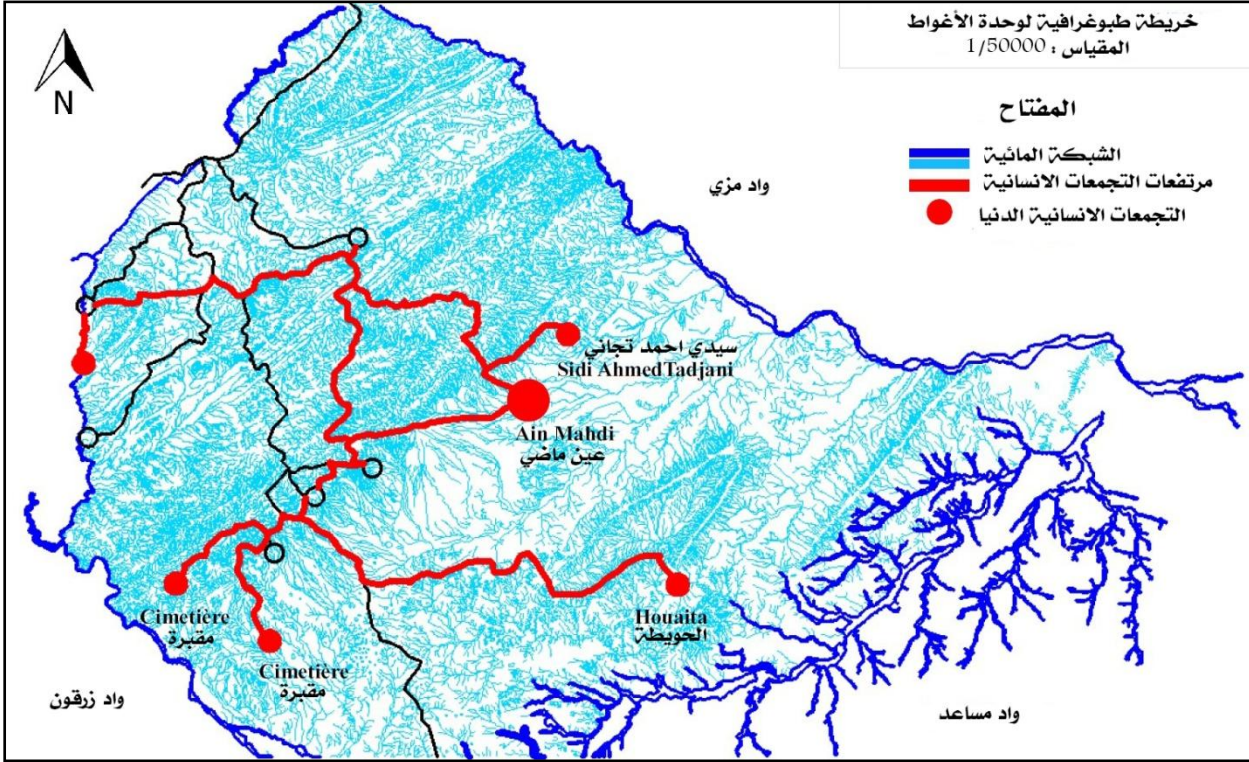 خريطة طبوغرافية لوحدة الأغواط
المقياس : 1/50000
المفتاح
الشبكة المائية
مرتفعات التجمعات الانسانية
التجمعات الانسانية الدنيا
N
واد مزي
سيدي احمد تجاني
Sidi AhmedTadjani
Ain Mahdi
عين ماضي
Cimetière
مقبرة
Cimetière
مقبرة
Houaita
الحويطة
واد زرقون
واد مساعد